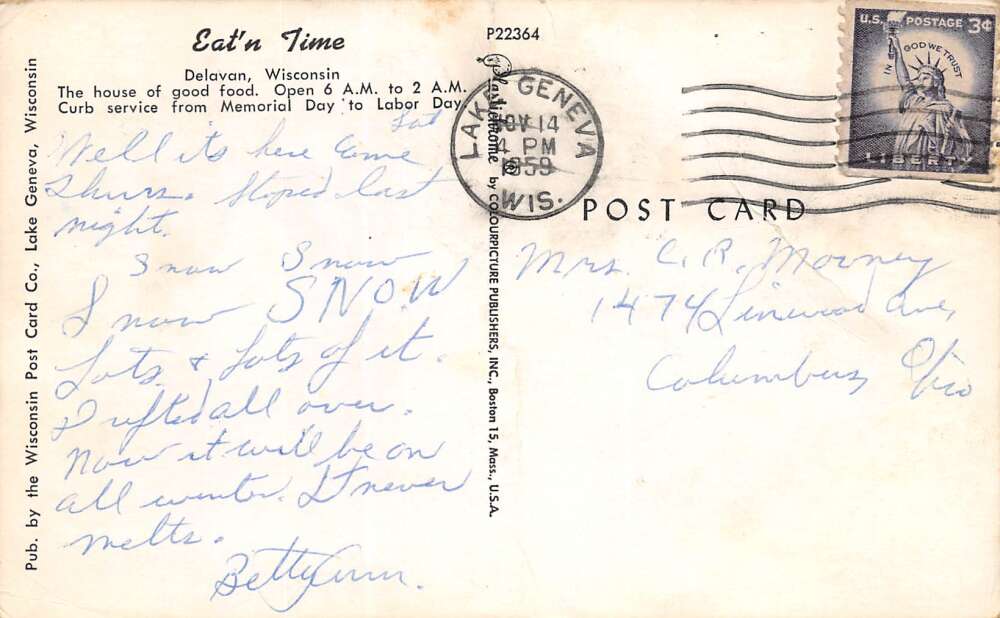 Eat'n Time
Delavan, Wisconsin
The house of good food. Open 6 A.M. to 2 A.M.
Curb service from Memorial Day to Labor Day.
Sat
Well its here Came
Thurs. Stoped last
night.
Snow Snow
Snow SNOW
Lots & Lots of it.
Drifted all over.
Now it will be on
all winter. It never
melts.
BettyAnn.
Pub. by the Wisconsin Post Card Co., Lake Geneva, Wisconsin
P22364
Plastichrome ® by COLOURPICTURE PUBLISHERS, INC., Boston 15, Mass., U.S.A.
LAKE GENEVA
NOV 14
4 PM
1959
WIS.
U.S. POSTAGE 3¢
IN GOD WE TRUST
LIBERTY
POST CARD
Mrs. C. R. Morney
1474 Linwood Ave,
Columbus, Ohio